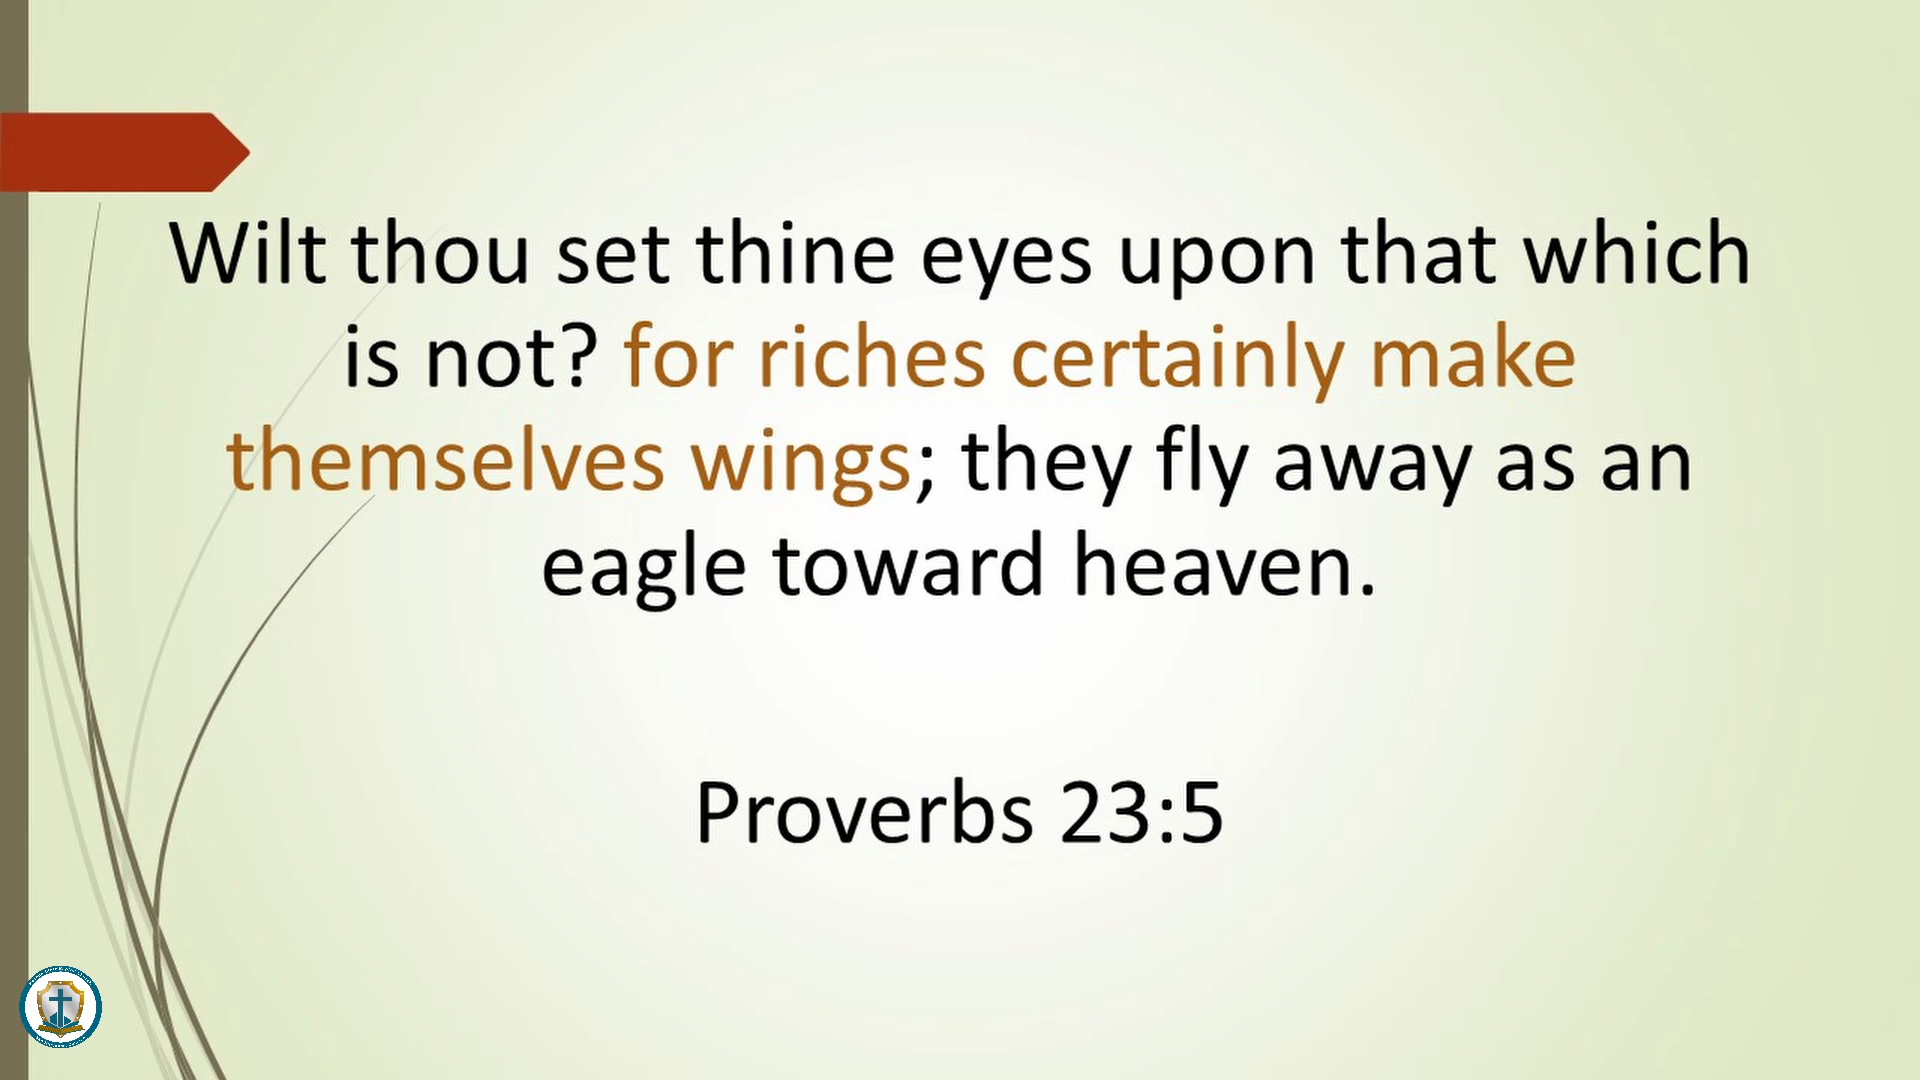 Wilt thou set thine eyes upon that which
is not? for riches certainly make
themselves wings; they fly away as an
eagle toward heaven.
Proverbs 23:5